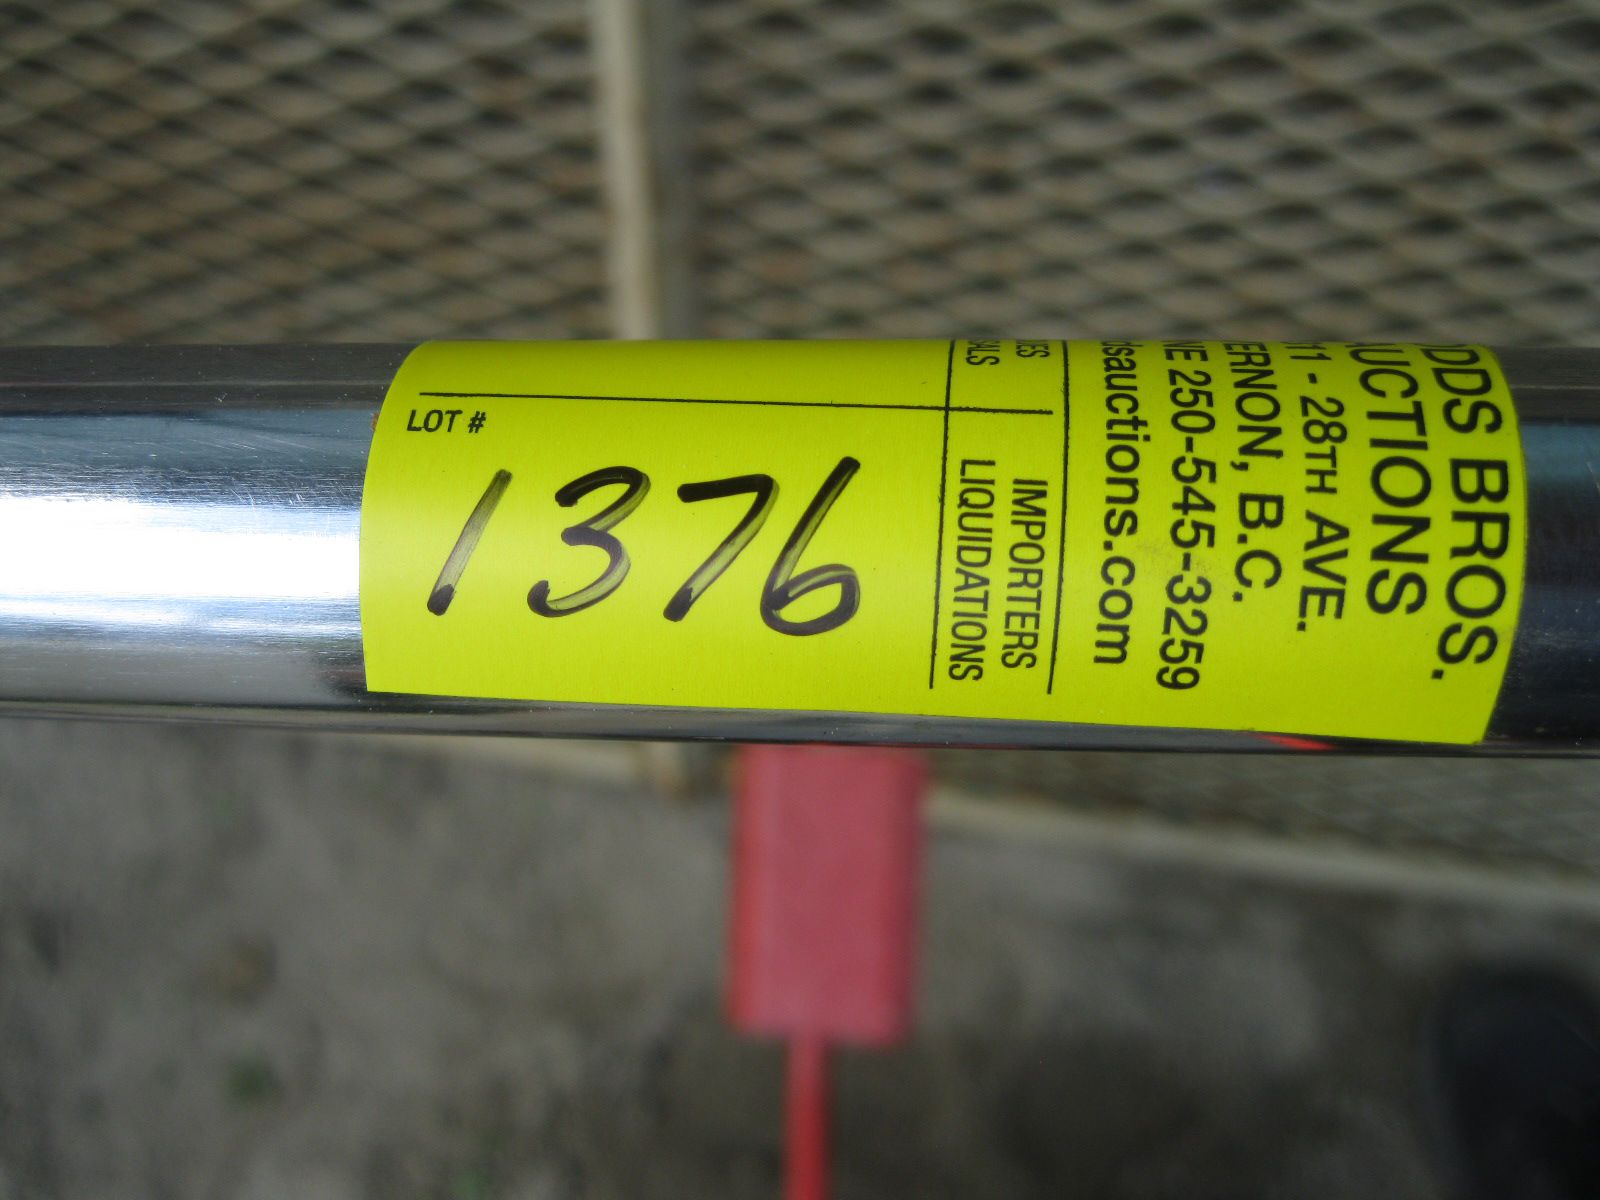 LOT #
1376
DDS BROS.
UCTIONS
11 - 28TH AVE.
ERNON, B.C.
NE 250-545-3259
dsauctions.com
IMPORTERS
LIQUIDATIONS